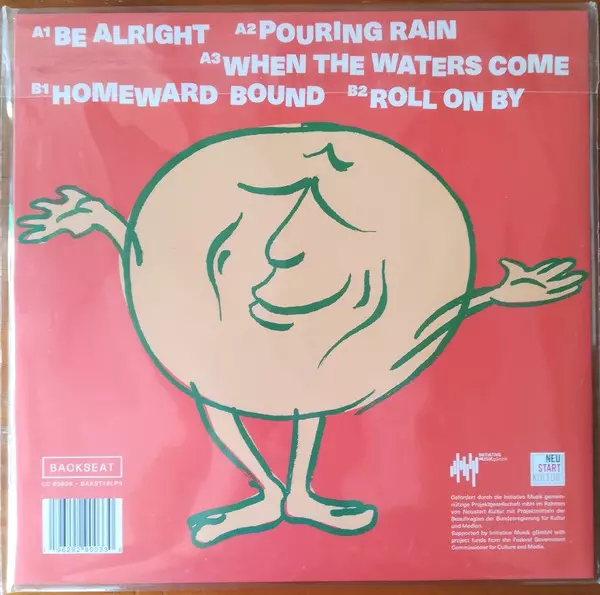 A1 BE ALRIGHT A2 POURING RAIN
A3 WHEN THE WATERS COME
B1 HOMEWARD BOUND B2 ROLL ON BY
BACKSEAT
INITIATIVE
MUSIK gGmbH
NEU
START
KULTUR
Gefördert durch die Initiative Musik gemein-
nützige Projektgesellschaft mbH im Rahmen
von Neustart Kultur mit Projektmitteln der
Beauftragten der Bundesregierung für Kultur
und Medien.
Supported by Initiative Musik gGmbH with
project funds from the Federal Government
Commissioner for Culture and Media.